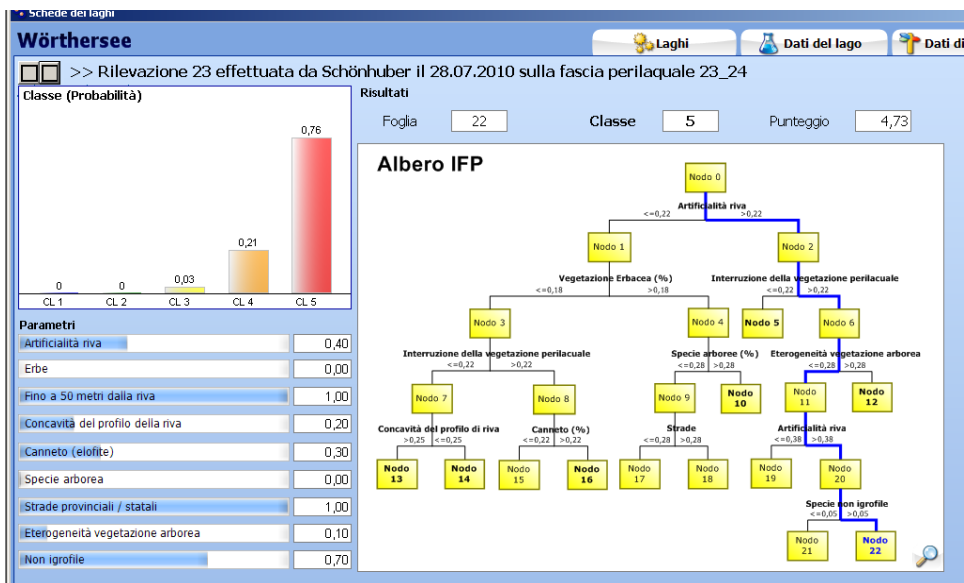 Schede dei laghi
Wörthersee
Laghi
Dati del lago
Dati di
>> Rilevazione 23 effettuata da Schönhuber il 28.07.2010 sulla fascia perilaquale 23_24
Classe (Probabilità)
0,76
0,21
0,03
0
0
CL 1 CL 2 CL 3 CL 4 CL 5
Parametri
Artificialità riva 0,40
Erbe 0,00
Fino a 50 metri dalla riva 1,00
Concavità del profilo della riva 0,20
Canneto (elofite) 0,30
Specie arborea 0,00
Strade provinciali / statali 1,00
Eterogeneità vegetazione arborea 0,10
Non igrofile 0,70
Risultati
Foglia 22 Classe 5 Punteggio 4,73
Albero IFP
Nodo 0
Artificialità riva
<=0,22 >0,22
Nodo 1 Nodo 2
Vegetazione Erbacea (%) Interruzione della vegetazione perilacuale
<=0,18 >0,18 <=0,22 >0,22
Nodo 3 Nodo 4 Nodo 5 Nodo 6
Interruzione della vegetazione perilacuale Specie arboree (%) Eterogeneità vegetazione arborea
<=0,22 >0,22 <=0,28 >0,28 <=0,28 >0,28
Nodo 7 Nodo 8 Nodo 9 Nodo
10 Nodo
11 Nodo
12
Concavità del profilo di riva Canneto (%) Strade Artificialità riva
>0,25 <=0,25 <=0,22 >0,22 <=0,28 >0,28 <=0,38 >0,38
Nodo
13 Nodo
14 Nodo
15 Nodo
16 Nodo
17 Nodo
18 Nodo
19 Nodo
20
Specie non igrofile
<=0,05 >0,05
Nodo
21 Nodo
22